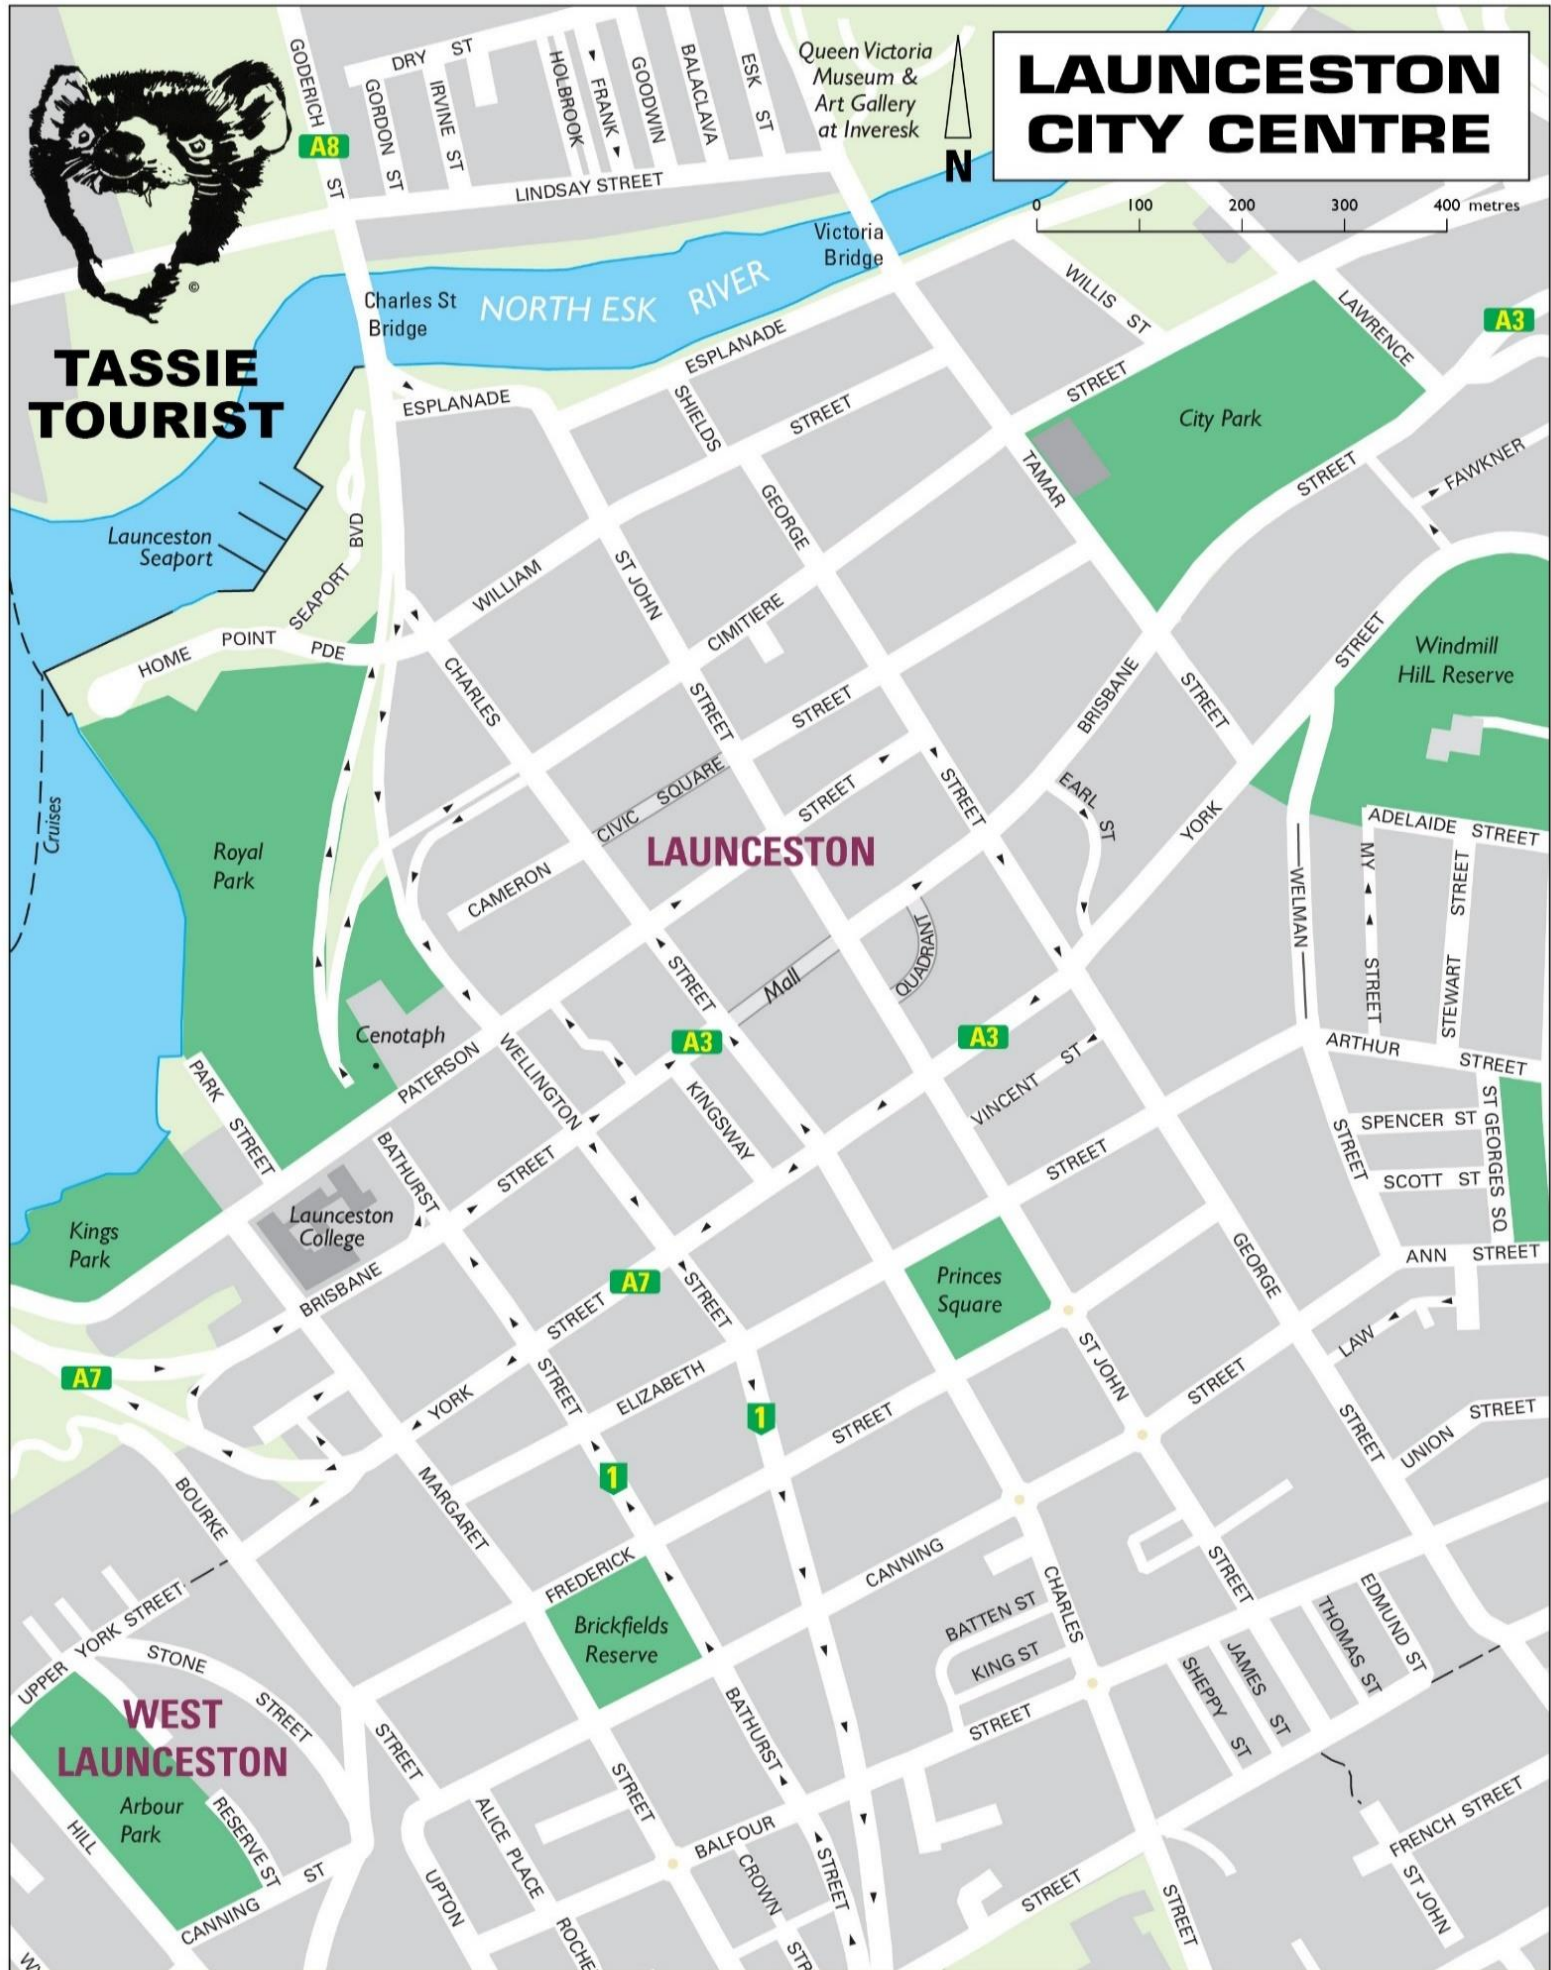 LAUNCESTON
CITY CENTRE
N
0 100 200 300 400 metres
TASSIE
TOURIST
©
GODERICH
ST
A8
DRY ST
GORDON ST
IRVINE ST
HOLBROOK
FRANK
GOODWIN
BALACLAVA
ESK ST
LINDSAY STREET
Queen Victoria
Museum &
Art Gallery
at Inveresk
Victoria
Bridge
Charles St
Bridge
NORTH ESK RIVER
WILLIS ST
LAWRENCE
A3
ESPLANADE
ESPLANADE
SHIELDS
STREET
STREET
City Park
TAMAR
STREET
FAWKNER
GEORGE
Launceston
Seaport
SEAPORT BVD
HOME POINT PDE
WILLIAM
ST JOHN
CIMITIERE
STREET
Windmill
HilL Reserve
CHARLES
STREET
STREET
BRISBANE
STREET
Cruises
Royal
Park
CIVIC SQUARE
STREET
STREET
EARL ST
YORK
ADELAIDE STREET
LAUNCESTON
CAMERON
MY STREET
STEWART STREET
WELMAN
STREET
Mall
QUADRANT
STREET
Cenotaph
A3
A3
ARTHUR STREET
PARK STREET
PATERSON
WELLINGTON
KINGSWAY
VINCENT ST
ST GEORGES SQ
SPENCER ST
SCOTT ST
BATHURST
STREET
STREET
Launceston
College
Kings
Park
BRISBANE
A7
STREET
STREET
Princes
Square
GEORGE
ANN STREET
LAW
A7
YORK
STREET
ELIZABETH
STREET
1
ST JOHN
STREET
STREET
UNION STREET
BOURKE
MARGARET
1
FREDERICK
CANNING
STREET
EDMUND ST
THOMAS ST
CHARLES
BATTEN ST
KING ST
JAMES ST
SHEPPY ST
UPPER YORK STREET
STONE STREET
Brickfields
Reserve
WEST
LAUNCESTON
Arbour
Park
HILL
RESERVE ST
CANNING ST
STREET
STREET
BATHURST
STREET
STREET
ALICE PLACE
UPTON
BALFOUR
CROWN
STR
ROCHE
STREET
STREET
FRENCH STREET
ST JOHN